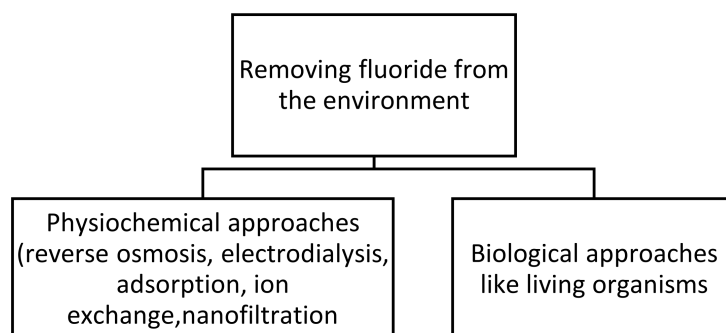 Removing fluoride from
the environment
Physiochemical approaches
(reverse osmosis, electrodialysis,
adsorption, ion
exchange,nanofiltration
Biological approaches
like living organisms